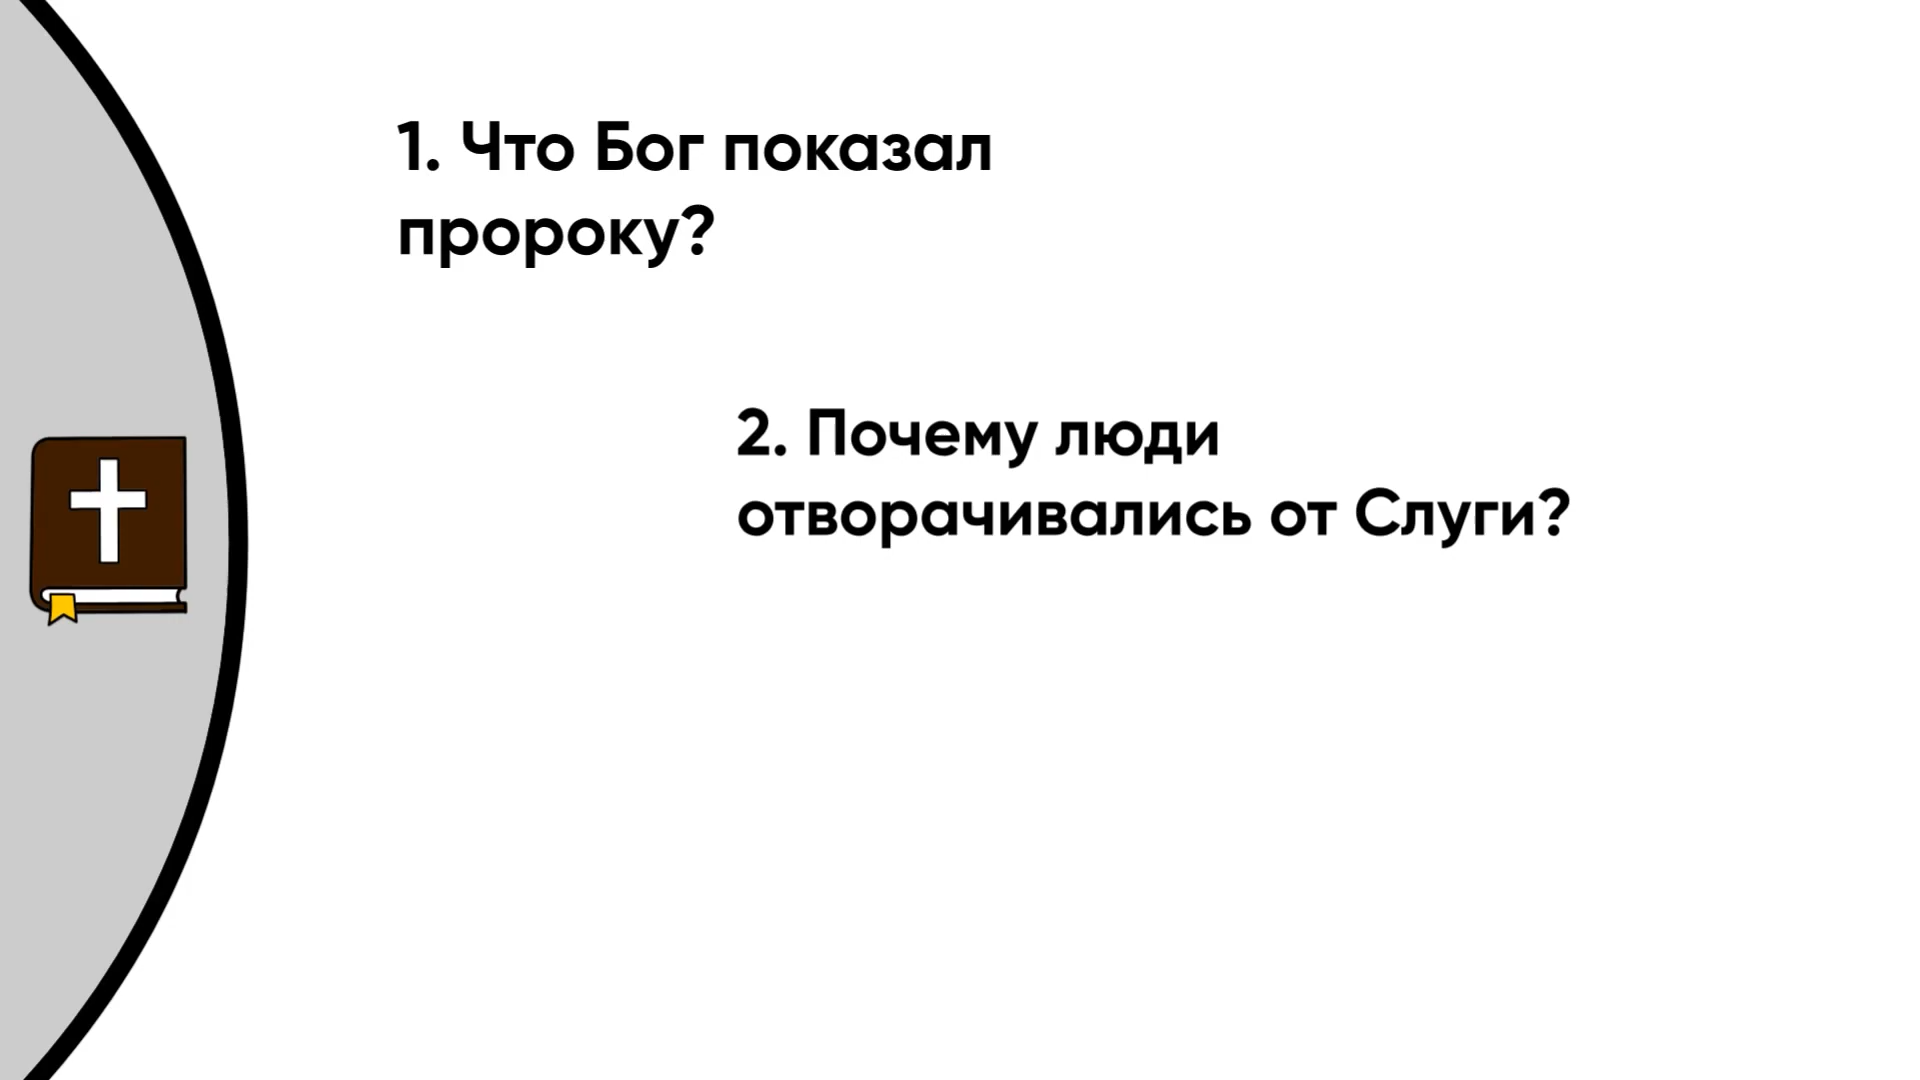 1. Что Бог показал
пророку?
2. Почему люди
отворачивались от Слуги?